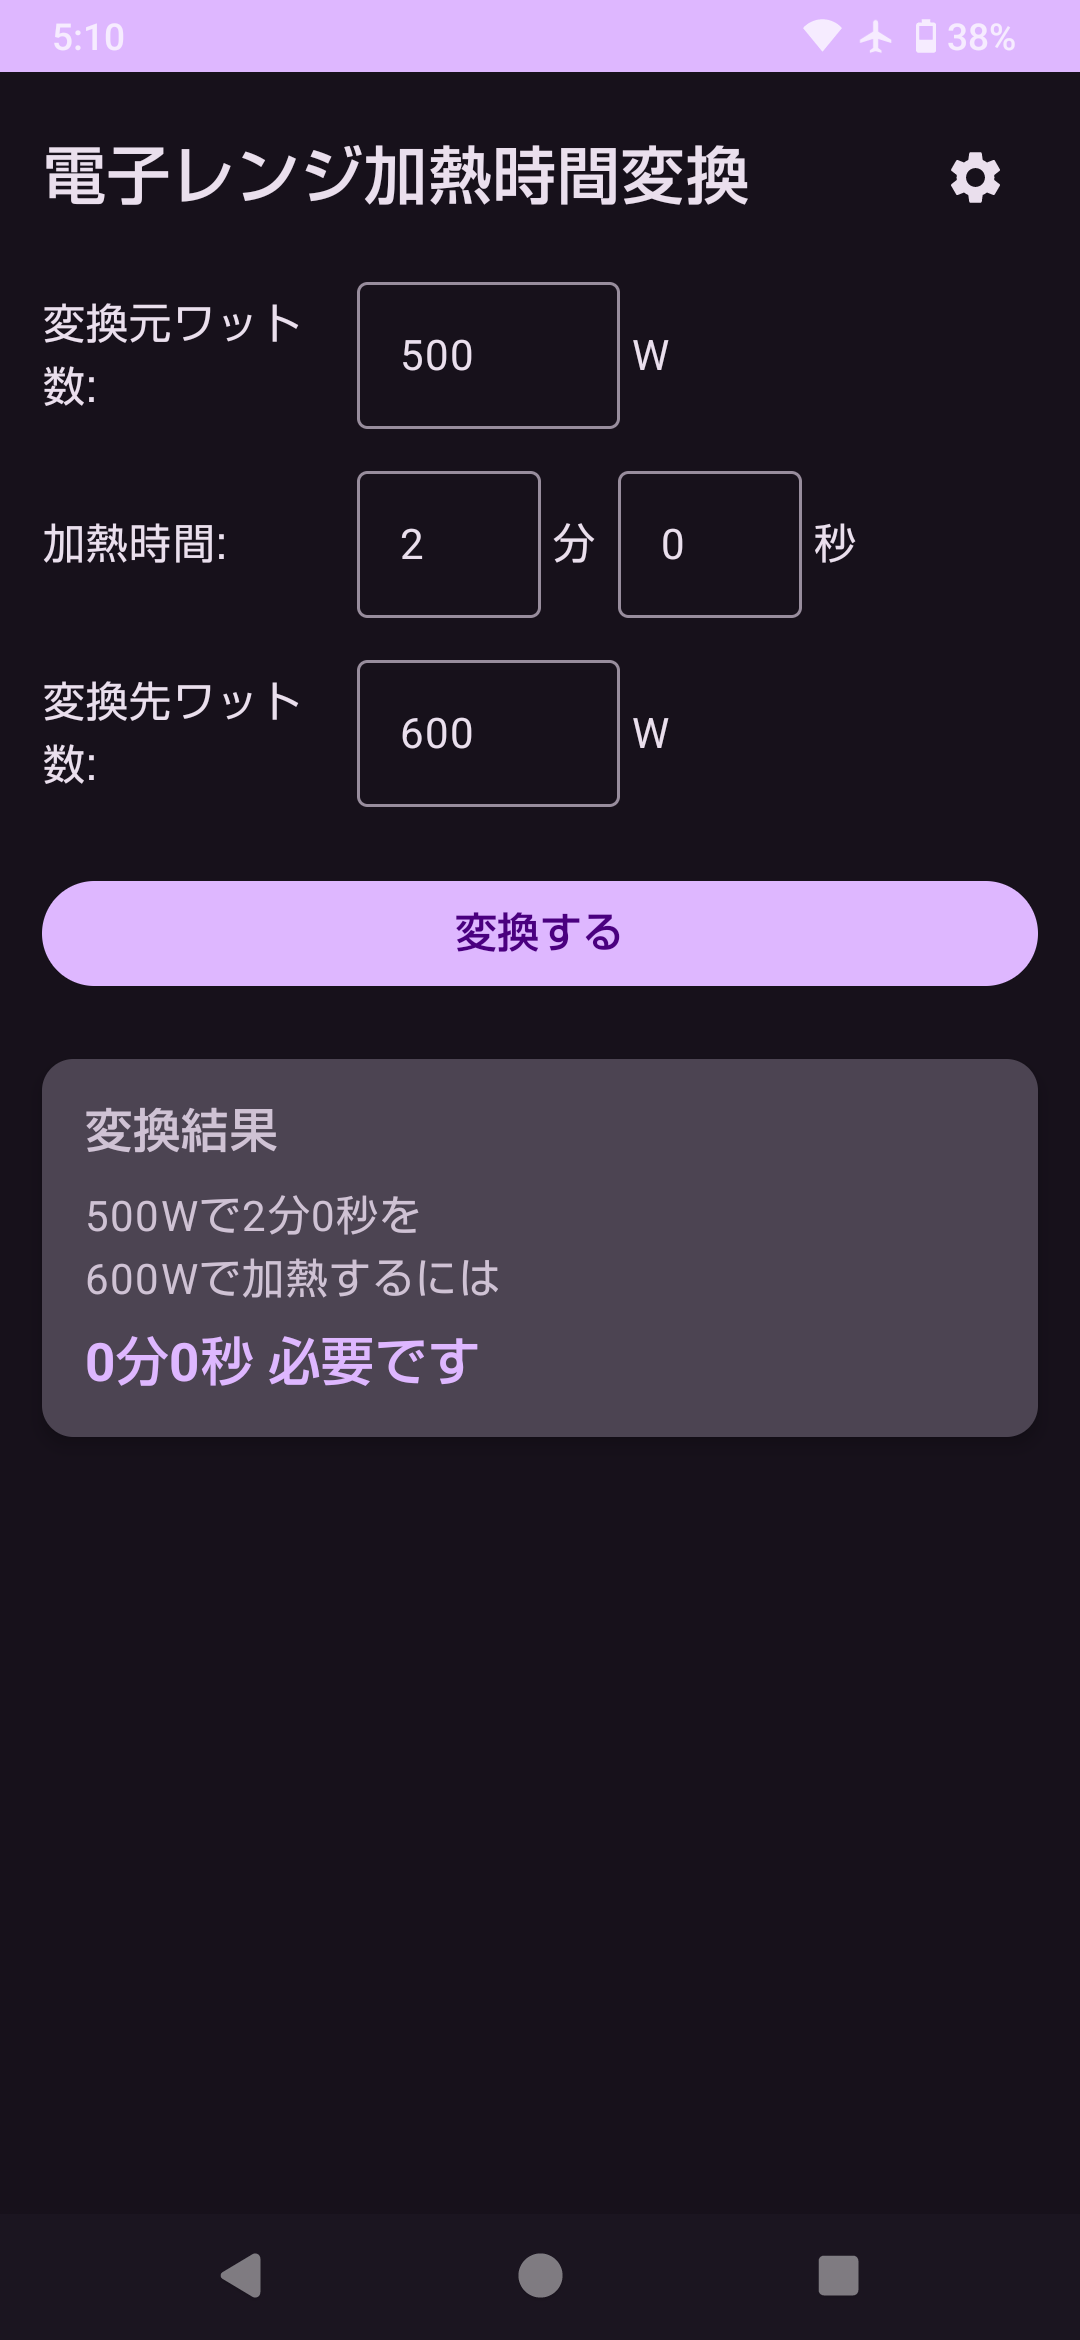 5:10
38%
電子レンジ加熱時間変換
変換元ワット
数:
500
W
加熱時間:
2
分
0
秒
変換先ワット
数:
600
W
変換する
変換結果
500Wで2分0秒を
600Wで加熱するには
0分0秒 必要です